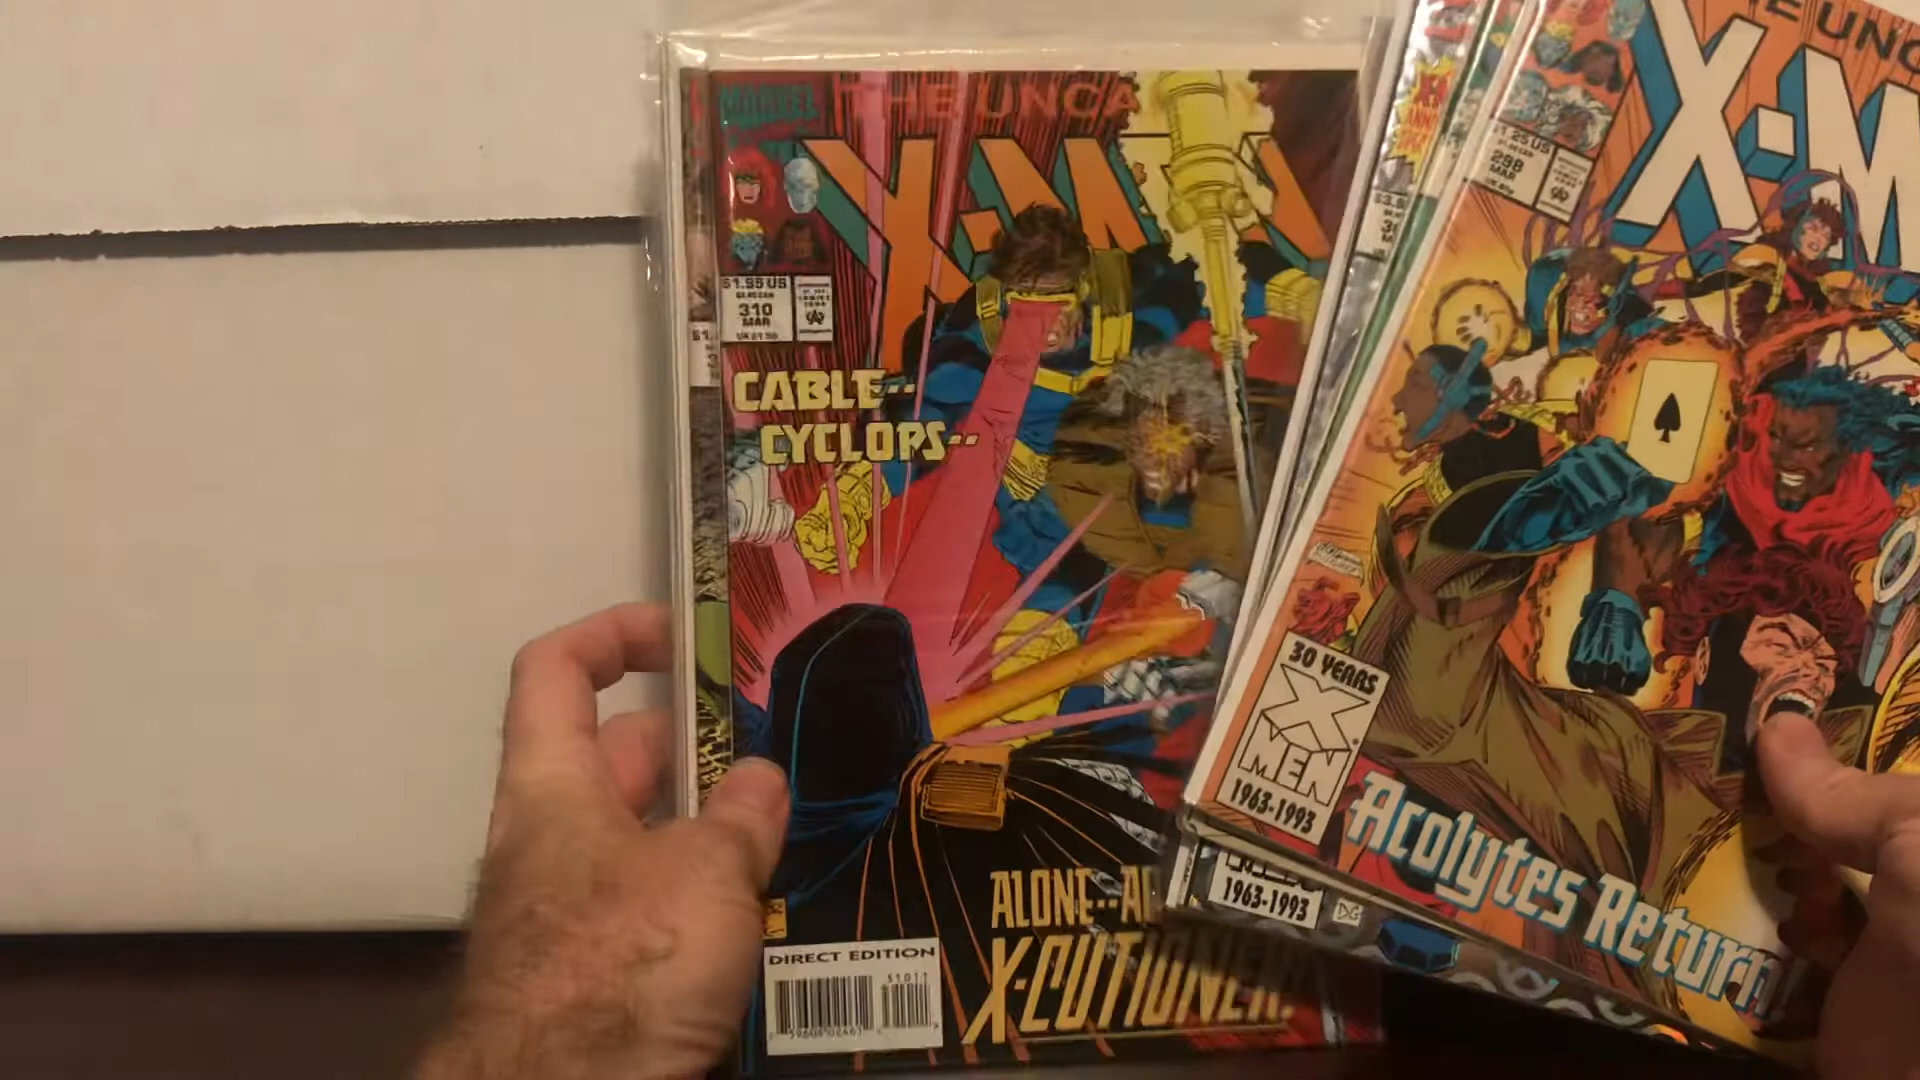 MARVEL
THE UNCA
X-MEN
$1.95 US
310
MAR
CABLE--
CYCLOPS--
ALONE--A
X-CUTIONER!
DIRECT EDITION
51011
THE UNC
X-M
$1.25 US
298
MAR
30 YEARS
X
MEN
1963-1993
Acolytes Return!
1963-1993